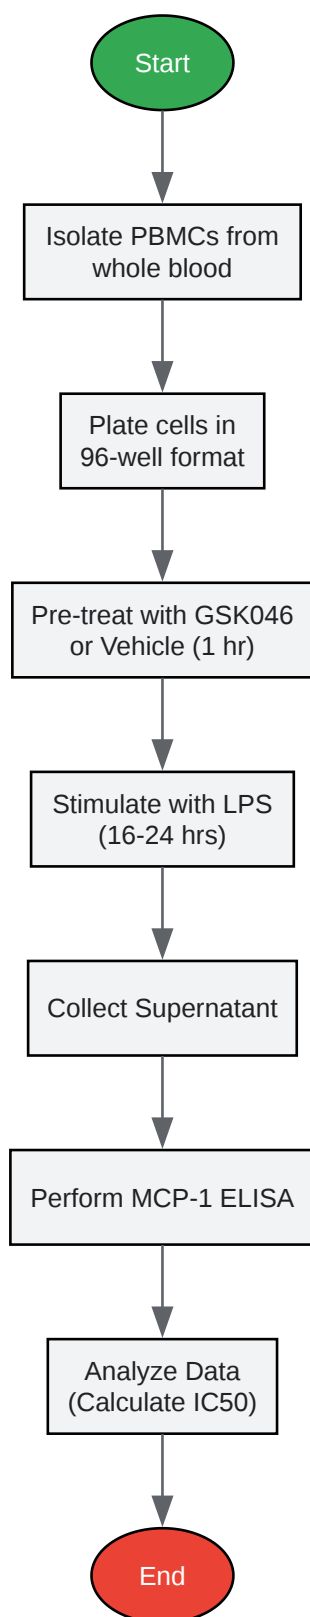 Start
Isolate PBMCs from
whole blood
Plate cells in
96-well format
Pre-treat with GSK046
or Vehicle (1 hr)
Stimulate with LPS
(16-24 hrs)
Collect Supernatant
Perform MCP-1 ELISA
Analyze Data
(Calculate IC50)
End